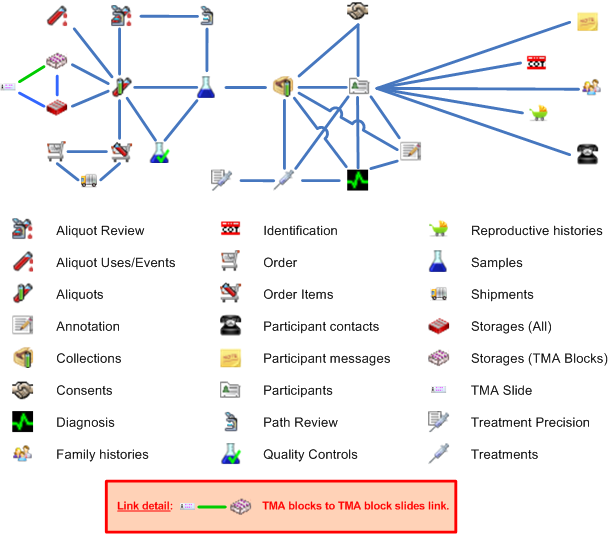 Aliquot Review Identification Reproductive histories
Aliquot Uses/Events Order Samples
Aliquots Order Items Shipments
Annotation Participant contacts Storages (All)
Collections Participant messages Storages (TMA Blocks)
Consents Participants TMA Slide
Diagnosis Path Review Treatment Precision
Family histories Quality Controls Treatments
Link detail: TMA blocks to TMA block slides link.